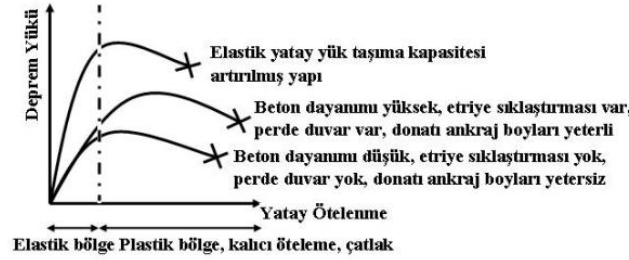 Deprem Yükü
Elastik yatay yük taşıma kapasitesi
artırılmış yapı
Beton dayanımı yüksek, etriye sıklaştırması var,
perde duvar var, donatı ankraj boyları yeterli
Beton dayanımı düşük, etriye sıklaştırması yok,
perde duvar yok, donatı ankraj boyları yetersiz
Yatay Ötelenme
Elastik bölge Plastik bölge, kalıcı öteleme, çatlak